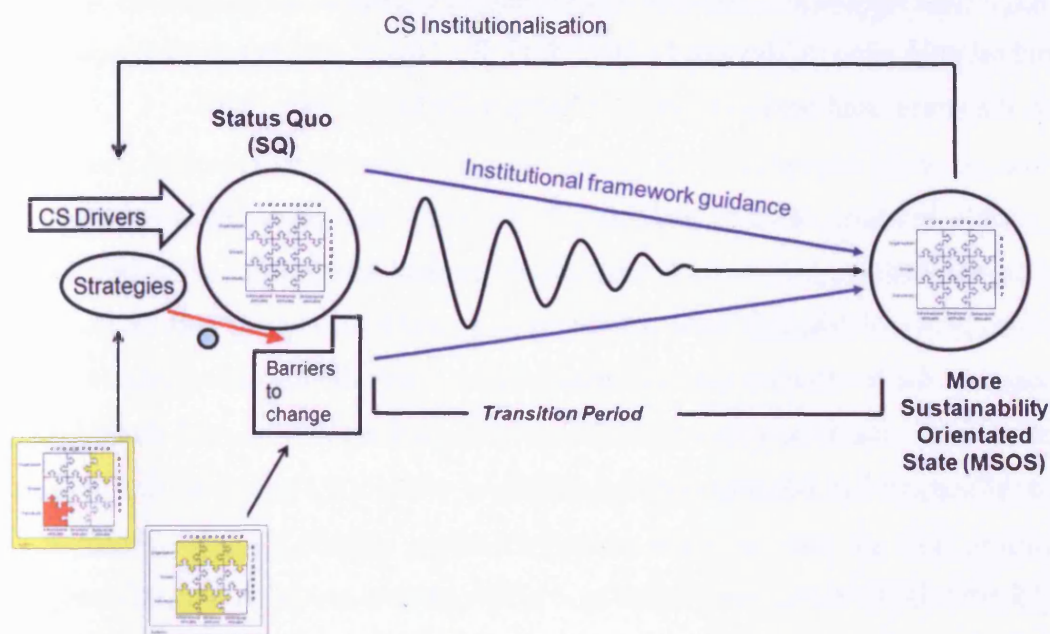 CS Institutionalisation
Status Quo
(SQ)
Institutional framework guidance
CS Drivers
Strategies
Barriers
to
change
Transition Period
More
Sustainability
Orientated
State (MSOS)